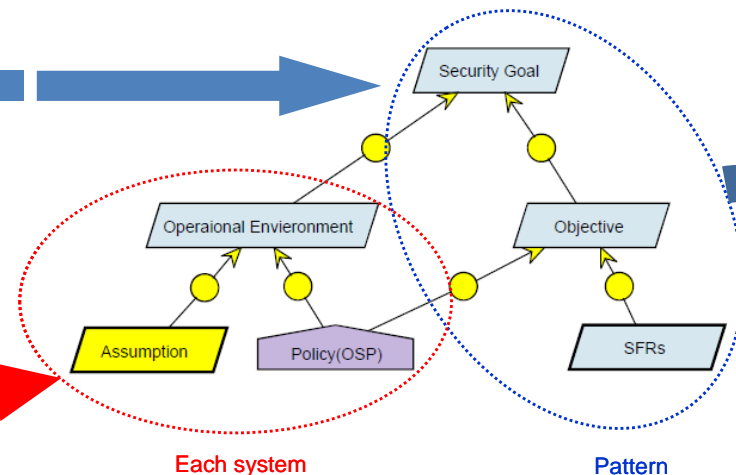 Security Goal
Operaional Envieronment
Objective
Assumption
Policy(OSP)
SFRs
Each system
Pattern